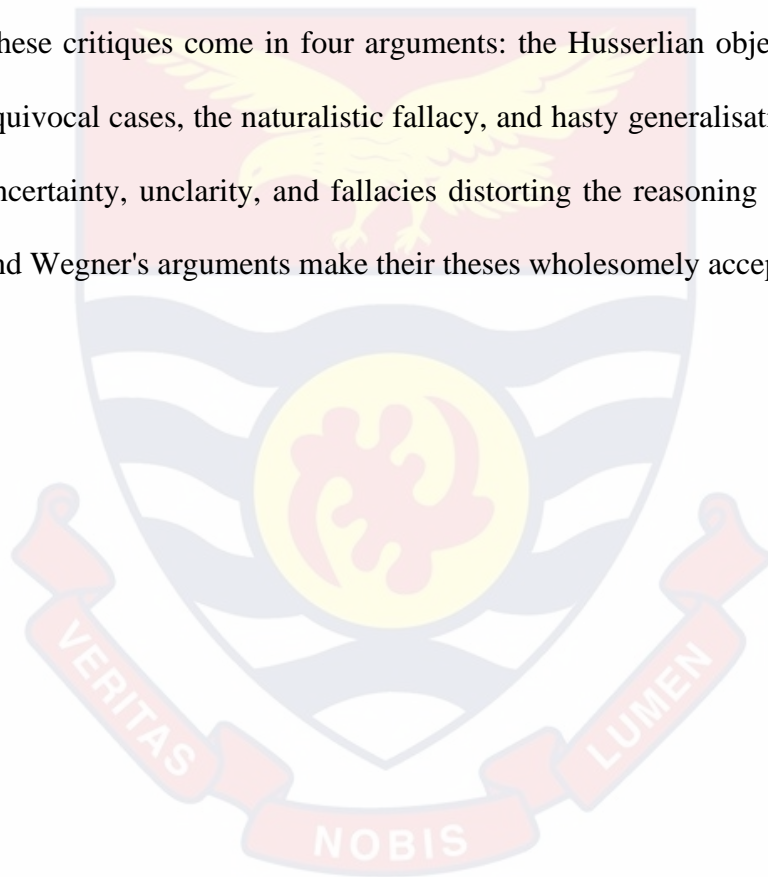 hese critiques come in four arguments: the Husserlian obje
quivocal cases, the naturalistic fallacy, and hasty generalisati
ncertainty, unclarity, and fallacies distorting the reasoning
nd Wegner's arguments make their theses wholesomely accep
VERITAS
NOBIS
LUMEN